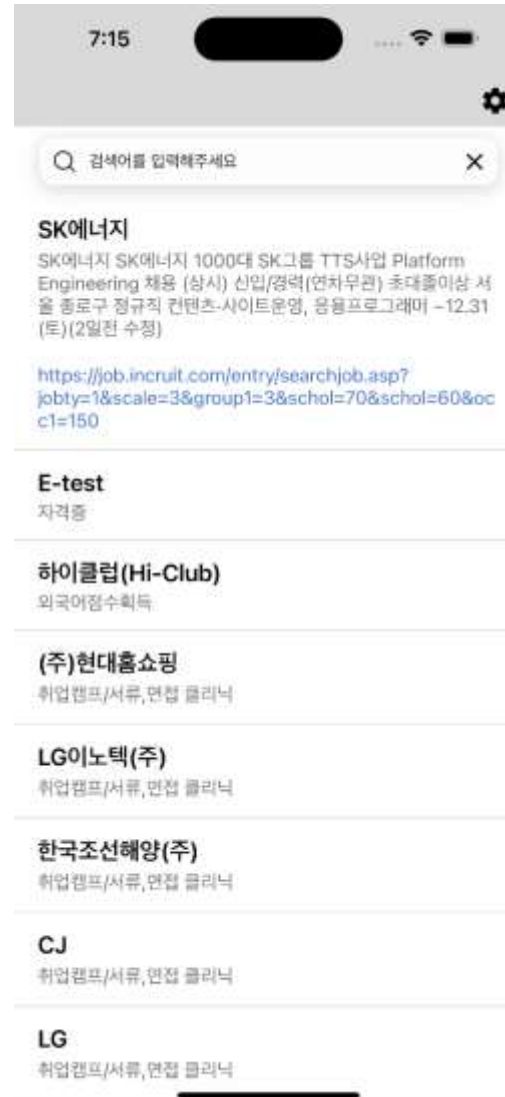 7:15
검색어를 입력해주세요
SK에너지
SK에너지 SK에너지 1000대 SK그룹 TTS사업 Platform
Engineering 채용 (상시) 신입/경력(연차무관) 초대졸이상 서
울 종로구 정규직 컨텐츠·사이트운영, 응용프로그래머 ~12.31
(토)(2일전 수정)
https://job.incruit.com/entry/searchjob.asp?
jobty=1&scale=3&group1=3&schol=70&schol=60&oc
c1=150
E-test
자격증
하이클럽(Hi-Club)
외국어점수획득
(주)현대홈쇼핑
취업캠프/서류,면접 클리닉
LG이노텍(주)
취업캠프/서류,면접 클리닉
한국조선해양(주)
취업캠프/서류,면접 클리닉
CJ
취업캠프/서류,면접 클리닉
LG
취업캠프/서류,면접 클리닉